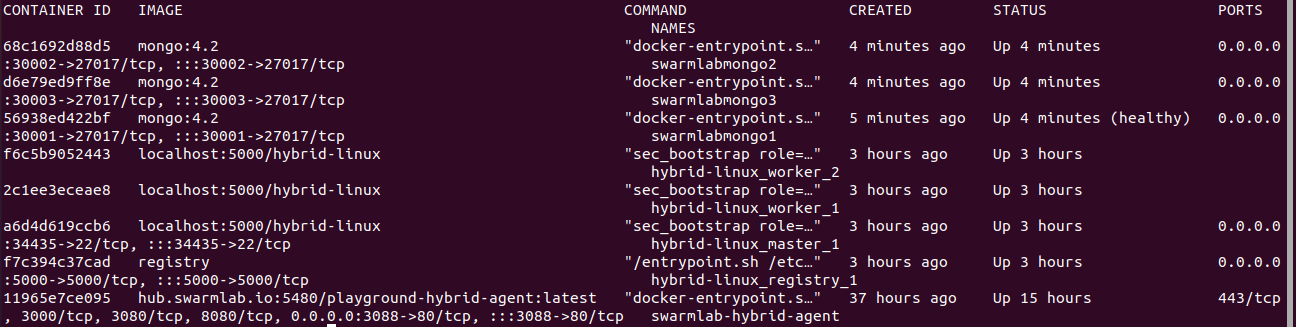 CONTAINER ID   IMAGE                                              COMMAND                  CREATED         STATUS                   PORTS
NAMES
68c1692d88d5   mongo:4.2                                          "docker-entrypoint.s…"   4 minutes ago   Up 4 minutes             0.0.0.0
:30002->27017/tcp, :::30002->27017/tcp   swarmlabmongo2
d6e79ed9ff8e   mongo:4.2                                          "docker-entrypoint.s…"   4 minutes ago   Up 4 minutes             0.0.0.0
:30003->27017/tcp, :::30003->27017/tcp   swarmlabmongo3
56938ed422bf   mongo:4.2                                          "docker-entrypoint.s…"   5 minutes ago   Up 4 minutes (healthy)   0.0.0.0
:30001->27017/tcp, :::30001->27017/tcp   swarmlabmongo1
f6c5b9052443   localhost:5000/hybrid-linux                        "sec_bootstrap role=…"   3 hours ago     Up 3 hours
hybrid-linux_worker_2
2c1ee3eceae8   localhost:5000/hybrid-linux                        "sec_bootstrap role=…"   3 hours ago     Up 3 hours
hybrid-linux_worker_1
a6d4d619ccb6   localhost:5000/hybrid-linux                        "sec_bootstrap role=…"   3 hours ago     Up 3 hours               0.0.0.0
:34435->22/tcp, :::34435->22/tcp   hybrid-linux_master_1
f7c394c37cad   registry                                           "/entrypoint.sh /etc…"   3 hours ago     Up 3 hours               0.0.0.0
:5000->5000/tcp, :::5000->5000/tcp   hybrid-linux_registry_1
11965e7ce095   hub.swarmlab.io:5480/playground-hybrid-agent:latest   "docker-entrypoint.s…"   37 hours ago    Up 15 hours              443/tcp
, 3000/tcp, 3080/tcp, 8080/tcp, 0.0.0.0:3088->80/tcp, :::3088->80/tcp   swarmlab-hybrid-agent